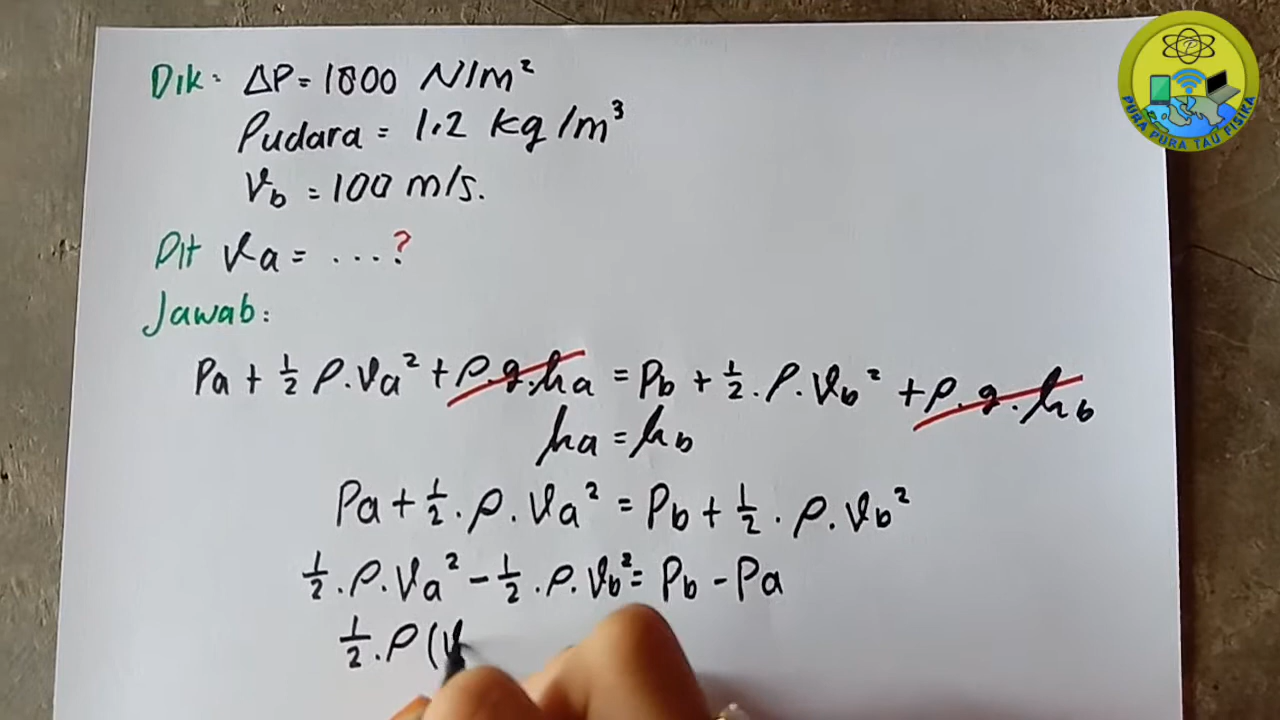 Dik: ΔP = 1800 N/m²
ρudara = 1.2 kg/m³
Vb = 100 m/s.
Dit Va = ... ?
Jawab:
Pa + 1/2 ρ.Va² + ρ.g.ha = Pb + 1/2.ρ.Vb² + ρ.g.hb
ha = hb
Pa + 1/2.ρ.Va² = Pb + 1/2.ρ.Vb²
1/2.ρ.Va² - 1/2.ρ.Vb² = Pb - Pa
1/2.ρ(V
PURA PURA TAU FISIKA